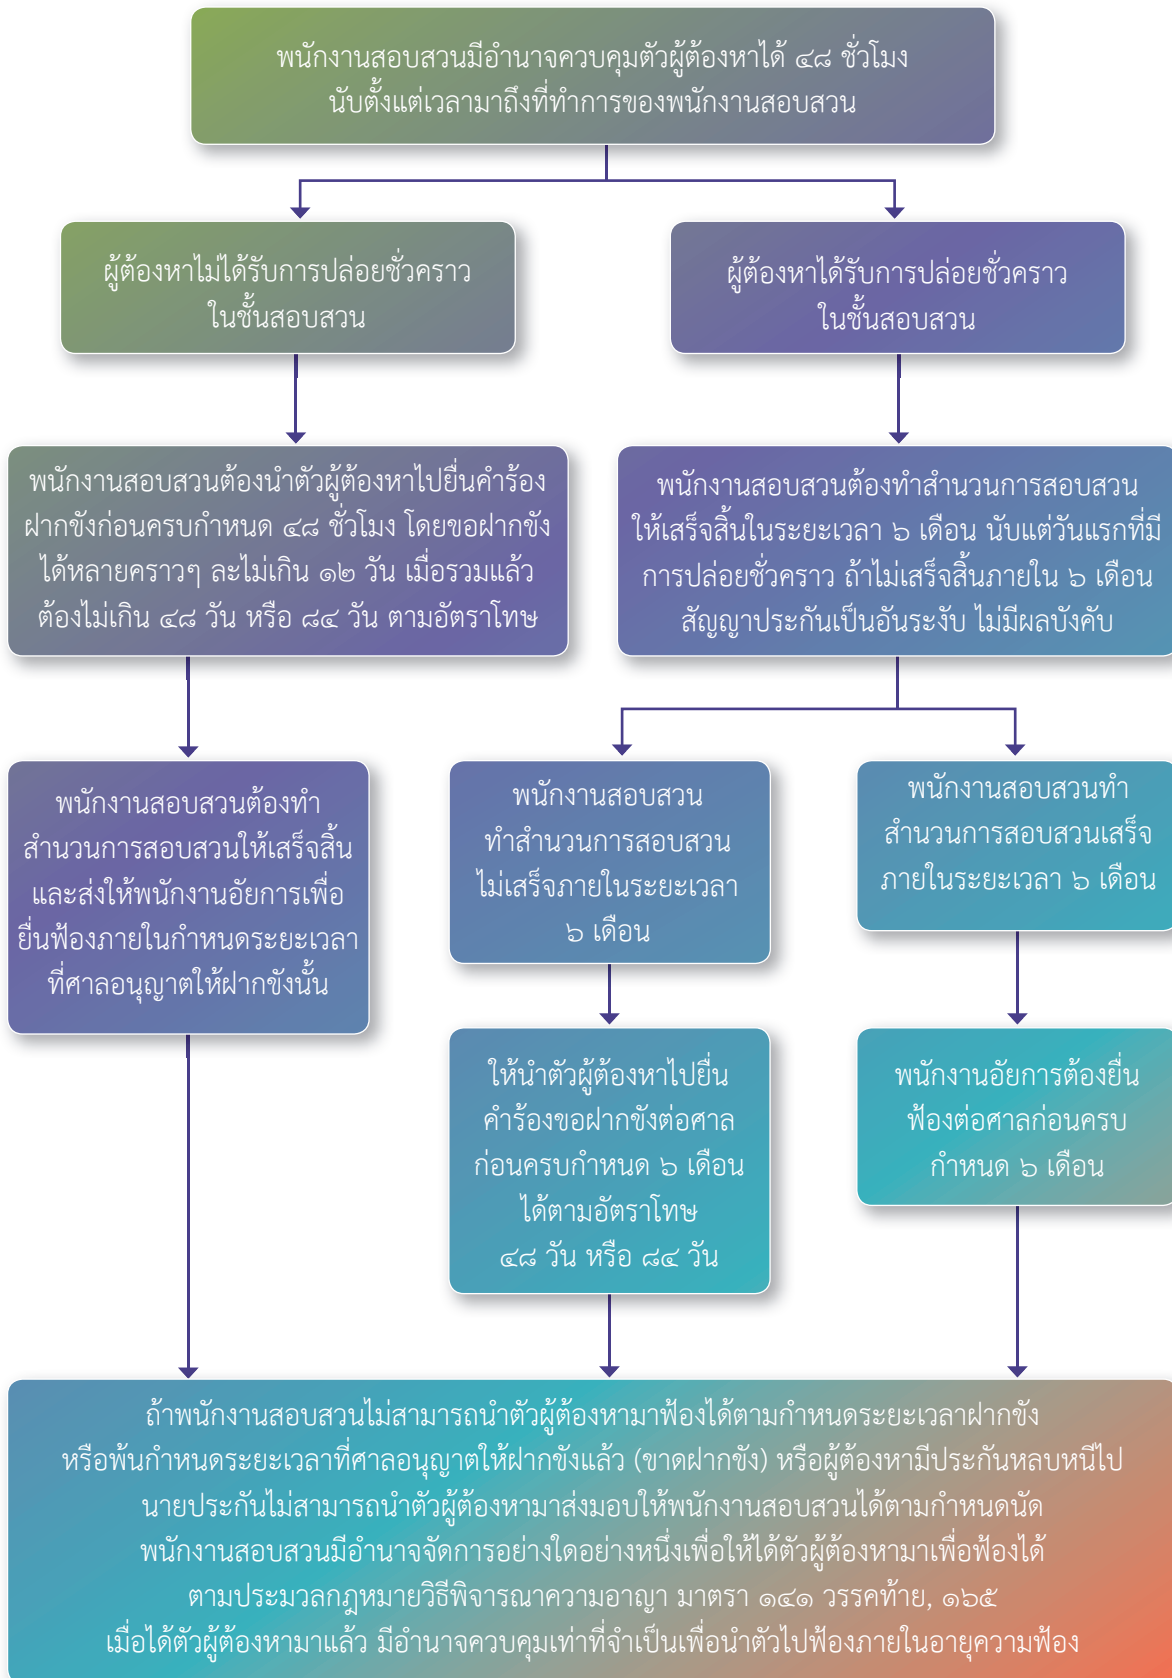 พนักงานสอบสวนมีอำนาจควบคุมตัวผู้ต้องหาได้ ๔๘ ชั่วโมง
นับตั้งแต่เวลามาถึงที่ทำการของพนักงานสอบสวน
ผู้ต้องหาไม่ได้รับการปล่อยชั่วคราว
ในชั้นสอบสวน
ผู้ต้องหาได้รับการปล่อยชั่วคราว
ในชั้นสอบสวน
พนักงานสอบสวนต้องนำตัวผู้ต้องหาไปยื่นคำร้อง
ฝากขังก่อนครบกำหนด ๔๘ ชั่วโมง โดยขอฝากขัง
ได้หลายคราวๆ ละไม่เกิน ๑๒ วัน เมื่อรวมแล้ว
ต้องไม่เกิน ๔๘ วัน หรือ ๘๔ วัน ตามอัตราโทษ
พนักงานสอบสวนต้องทำสำนวนการสอบสวน
ให้เสร็จสิ้นในระยะเวลา ๖ เดือน นับแต่วันแรกที่มี
การปล่อยชั่วคราว ถ้าไม่เสร็จสิ้นภายใน ๖ เดือน
สัญญาประกันเป็นอันระงับ ไม่มีผลบังคับ
พนักงานสอบสวนต้องทำ
สำนวนการสอบสวนให้เสร็จสิ้น
และส่งให้พนักงานอัยการเพื่อ
ยื่นฟ้องภายในกำหนดระยะเวลา
ที่ศาลอนุญาตให้ฝากขังนั้น
พนักงานสอบสวน
ทำสำนวนการสอบสวน
ไม่เสร็จภายในระยะเวลา
๖ เดือน
พนักงานสอบสวนทำ
สำนวนการสอบสวนเสร็จ
ภายในระยะเวลา ๖ เดือน
ให้นำตัวผู้ต้องหาไปยื่น
คำร้องขอฝากขังต่อศาล
ก่อนครบกำหนด ๖ เดือน
ได้ตามอัตราโทษ
๔๘ วัน หรือ ๘๔ วัน
พนักงานอัยการต้องยื่น
ฟ้องต่อศาลก่อนครบ
กำหนด ๖ เดือน
ถ้าพนักงานสอบสวนไม่สามารถนำตัวผู้ต้องหามาฟ้องได้ตามกำหนดระยะเวลาฝากขัง
หรือพ้นกำหนดระยะเวลาที่ศาลอนุญาตให้ฝากขังแล้ว (ขาดฝากขัง) หรือผู้ต้องหามีประกันหลบหนีไป
นายประกันไม่สามารถนำตัวผู้ต้องหามาส่งมอบให้พนักงานสอบสวนได้ตามกำหนดนัด
พนักงานสอบสวนมีอำนาจจัดการอย่างใดอย่างหนึ่งเพื่อให้ได้ตัวผู้ต้องหามาเพื่อฟ้องได้
ตามประมวลกฎหมายวิธีพิจารณาความอาญา มาตรา ๑๔๑ วรรคท้าย, ๑๖๕
เมื่อได้ตัวผู้ต้องหามาแล้ว มีอำนาจควบคุมเท่าที่จำเป็นเพื่อนำตัวไปฟ้องภายในอายุความฟ้อง